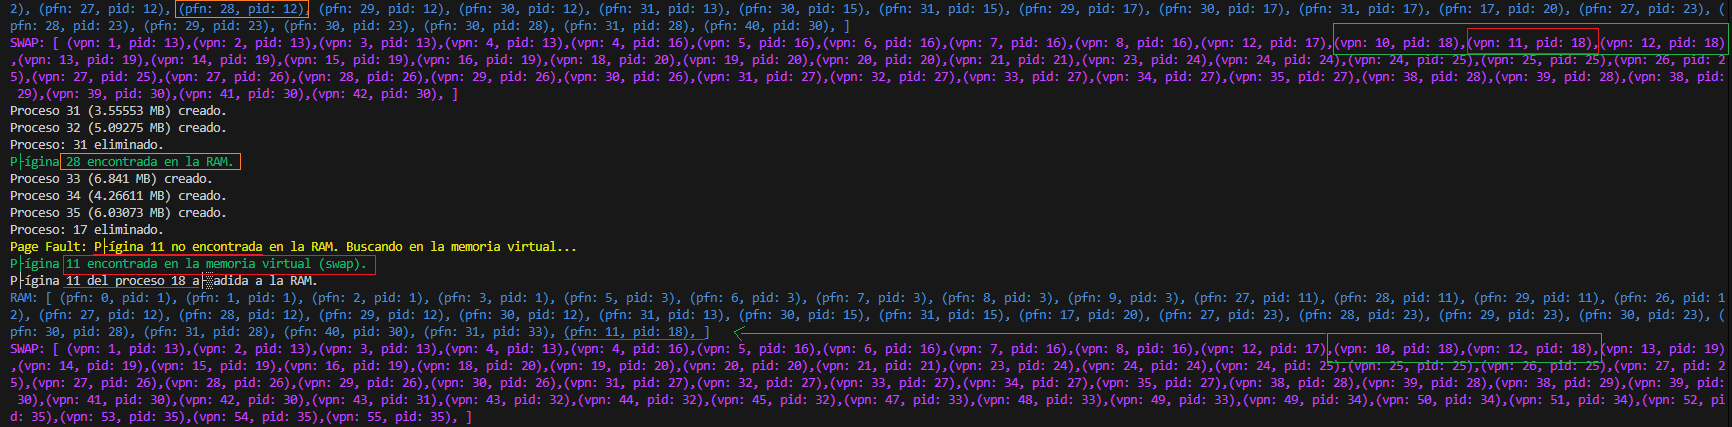 2), (pfn: 27, pid: 12), (pfn: 28, pid: 12), (pfn: 29, pid: 12), (pfn: 30, pid: 12), (pfn: 31, pid: 13), (pfn: 30, pid: 15), (pfn: 31, pid: 15), (pfn: 29, pid: 17), (pfn: 30, pid: 17), (pfn: 31, pid: 17), (pfn: 17, pid: 20), (pfn: 27, pid: 23), (
pfn: 28, pid: 23), (pfn: 29, pid: 23), (pfn: 30, pid: 23), (pfn: 30, pid: 28), (pfn: 31, pid: 28), (pfn: 40, pid: 30), ]
SWAP: [ (vpn: 1, pid: 13),(vpn: 2, pid: 13),(vpn: 3, pid: 13),(vpn: 4, pid: 13),(vpn: 4, pid: 16),(vpn: 5, pid: 16),(vpn: 6, pid: 16),(vpn: 7, pid: 16),(vpn: 8, pid: 16),(vpn: 12, pid: 17),(vpn: 10, pid: 18),(vpn: 11, pid: 18),(vpn: 12, pid: 18)
,(vpn: 13, pid: 19),(vpn: 14, pid: 19),(vpn: 15, pid: 19),(vpn: 16, pid: 19),(vpn: 18, pid: 20),(vpn: 19, pid: 20),(vpn: 20, pid: 20),(vpn: 21, pid: 21),(vpn: 23, pid: 24),(vpn: 24, pid: 24),(vpn: 24, pid: 25),(vpn: 25, pid: 25),(vpn: 26, pid: 2
5),(vpn: 27, pid: 25),(vpn: 27, pid: 26),(vpn: 28, pid: 26),(vpn: 29, pid: 26),(vpn: 30, pid: 26),(vpn: 31, pid: 27),(vpn: 32, pid: 27),(vpn: 33, pid: 27),(vpn: 34, pid: 27),(vpn: 35, pid: 27),(vpn: 38, pid: 28),(vpn: 39, pid: 28),(vpn: 38, pid:
29),(vpn: 39, pid: 30),(vpn: 41, pid: 30),(vpn: 42, pid: 30), ]
Proceso 31 (3.55553 MB) creado.
Proceso 32 (5.09275 MB) creado.
Proceso: 31 eliminado.
P├ígina 28 encontrada en la RAM.
Proceso 33 (6.841 MB) creado.
Proceso 34 (4.26611 MB) creado.
Proceso 35 (6.03073 MB) creado.
Proceso: 17 eliminado.
Page Fault: P├ígina 11 no encontrada en la RAM. Buscando en la memoria virtual...
P├ígina 11 encontrada en la memoria virtual (swap).
P├ígina 11 del proceso 18 a├▒adida a la RAM.
RAM: [ (pfn: 0, pid: 1), (pfn: 1, pid: 1), (pfn: 2, pid: 1), (pfn: 3, pid: 1), (pfn: 5, pid: 3), (pfn: 6, pid: 3), (pfn: 7, pid: 3), (pfn: 8, pid: 3), (pfn: 9, pid: 3), (pfn: 27, pid: 11), (pfn: 28, pid: 11), (pfn: 29, pid: 11), (pfn: 26, pid: 1
2), (pfn: 27, pid: 12), (pfn: 28, pid: 12), (pfn: 29, pid: 12), (pfn: 30, pid: 12), (pfn: 31, pid: 13), (pfn: 30, pid: 15), (pfn: 31, pid: 15), (pfn: 17, pid: 20), (pfn: 27, pid: 23), (pfn: 28, pid: 23), (pfn: 29, pid: 23), (pfn: 30, pid: 23), (
pfn: 30, pid: 28), (pfn: 31, pid: 28), (pfn: 40, pid: 30), (pfn: 31, pid: 33), (pfn: 11, pid: 18), ]
SWAP: [ (vpn: 1, pid: 13),(vpn: 2, pid: 13),(vpn: 3, pid: 13),(vpn: 4, pid: 13),(vpn: 4, pid: 16),(vpn: 5, pid: 16),(vpn: 6, pid: 16),(vpn: 7, pid: 16),(vpn: 8, pid: 16),(vpn: 12, pid: 17),(vpn: 10, pid: 18),(vpn: 12, pid: 18),(vpn: 13, pid: 19)
,(vpn: 14, pid: 19),(vpn: 15, pid: 19),(vpn: 16, pid: 19),(vpn: 18, pid: 20),(vpn: 19, pid: 20),(vpn: 20, pid: 20),(vpn: 21, pid: 21),(vpn: 23, pid: 24),(vpn: 24, pid: 24),(vpn: 24, pid: 25),(vpn: 25, pid: 25),(vpn: 26, pid: 25),(vpn: 27, pid: 2
5),(vpn: 27, pid: 26),(vpn: 28, pid: 26),(vpn: 29, pid: 26),(vpn: 30, pid: 26),(vpn: 31, pid: 27),(vpn: 32, pid: 27),(vpn: 33, pid: 27),(vpn: 34, pid: 27),(vpn: 35, pid: 27),(vpn: 38, pid: 28),(vpn: 39, pid: 28),(vpn: 38, pid: 29),(vpn: 39, pid:
30),(vpn: 41, pid: 30),(vpn: 42, pid: 30),(vpn: 43, pid: 31),(vpn: 43, pid: 32),(vpn: 44, pid: 32),(vpn: 45, pid: 32),(vpn: 47, pid: 33),(vpn: 48, pid: 33),(vpn: 49, pid: 33),(vpn: 49, pid: 34),(vpn: 50, pid: 34),(vpn: 51, pid: 34),(vpn: 52, pi
d: 35),(vpn: 53, pid: 35),(vpn: 54, pid: 35),(vpn: 55, pid: 35), ]